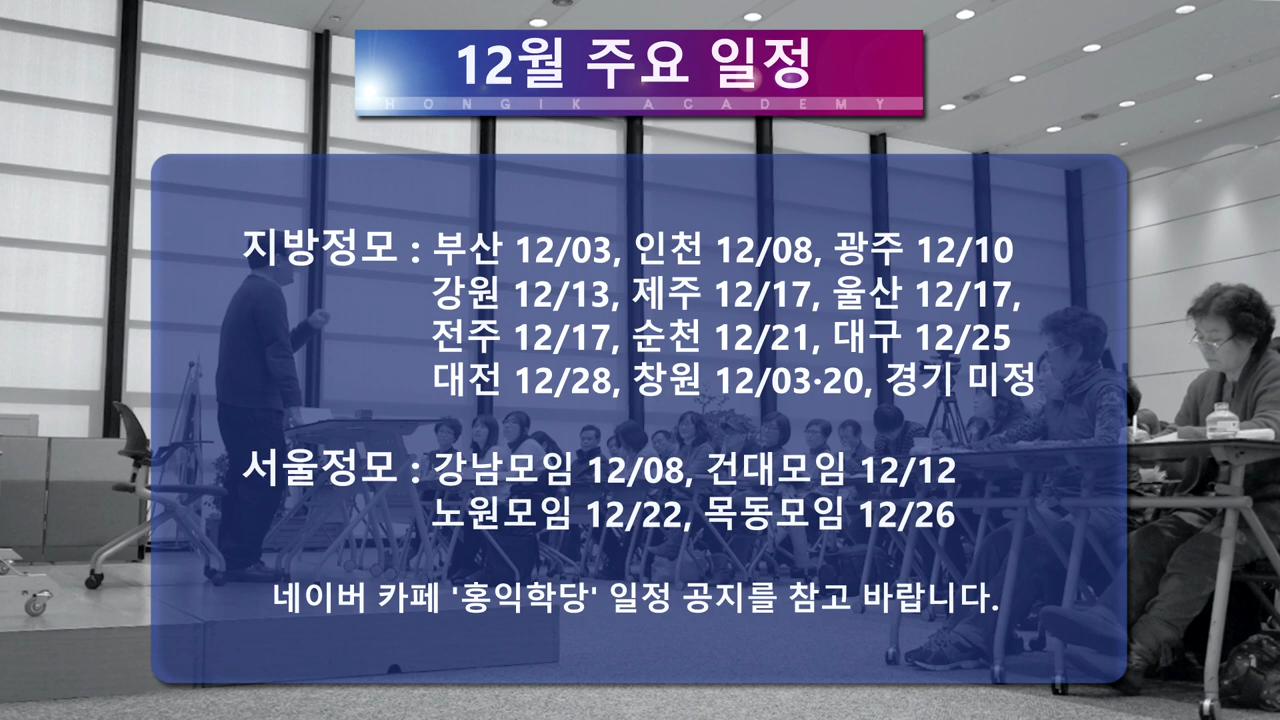 12월 주요 일정
HONGIK ACADEMY
지방정모 : 부산 12/03, 인천 12/08, 광주 12/10
강원 12/13, 제주 12/17, 울산 12/17,
전주 12/17, 순천 12/21, 대구 12/25
대전 12/28, 창원 12/03·20, 경기 미정
서울정모 : 강남모임 12/08, 건대모임 12/12
노원모임 12/22, 목동모임 12/26
네이버 카페 '홍익학당' 일정 공지를 참고 바랍니다.